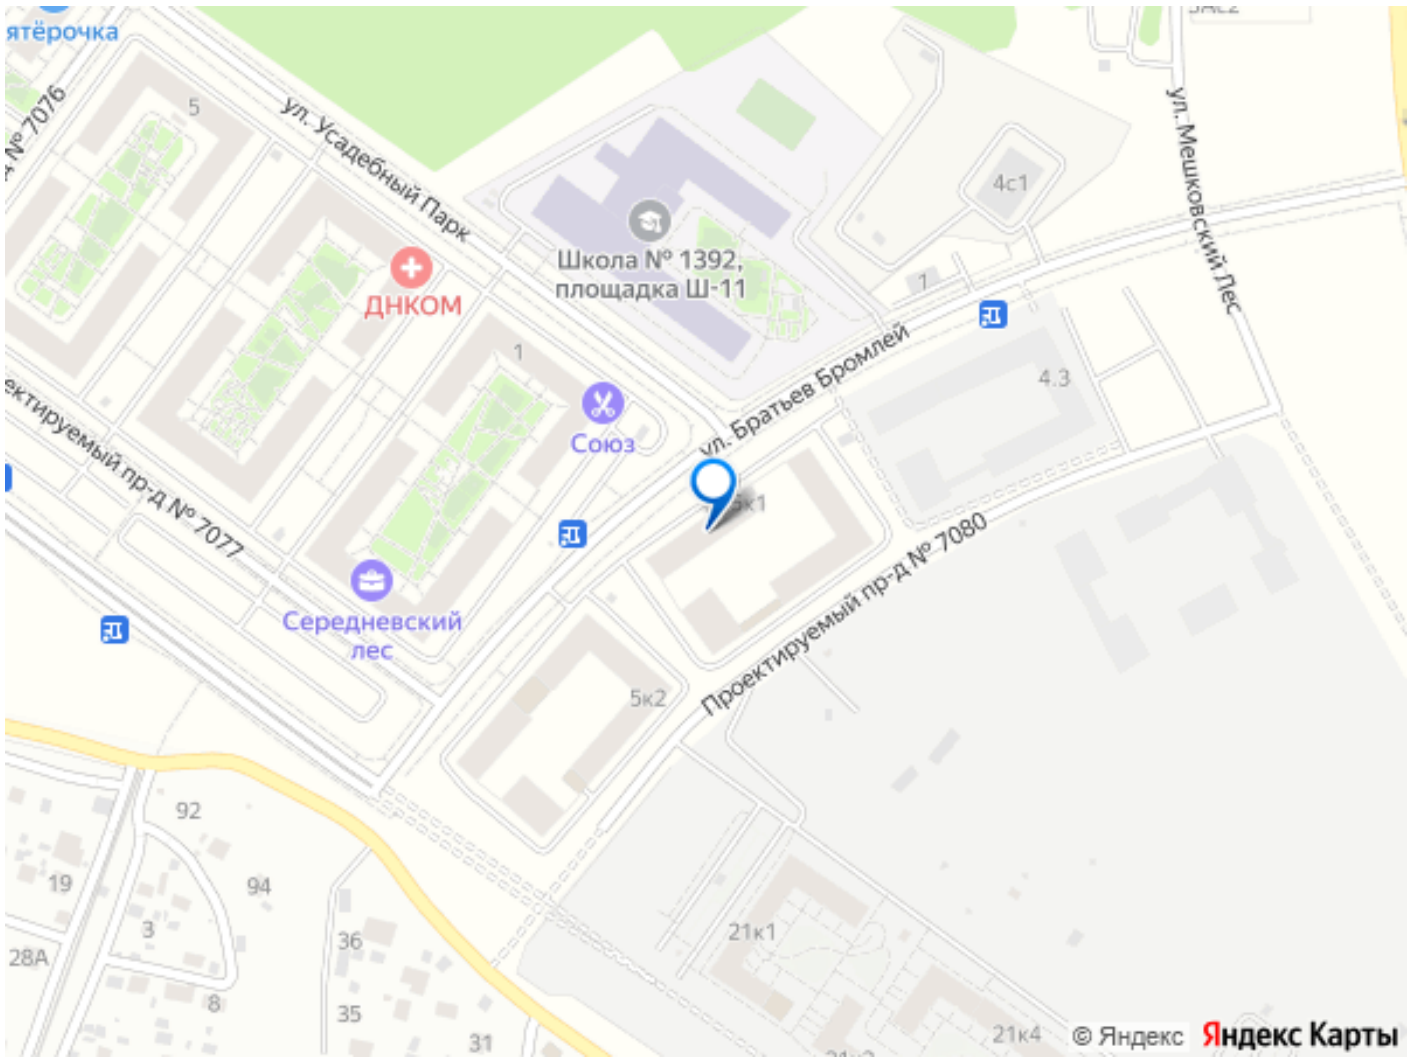 ятёрочка
7076
5
ул. Усадебный Парк
ул. Мешковский Лес
4с1
Школа № 1392,
площадка Ш-11
ДНКОМ
7
1
4.3
ул. Братьев Бромлей
Союз
ектируемый пр-д № 7077
5к1
Проектируемый пр-д № 7080
Середневский
лес
5к2
92
19
94
3
21к1
36
28А
8
35
31
21к4
© Яндекс
Яндекс Карты